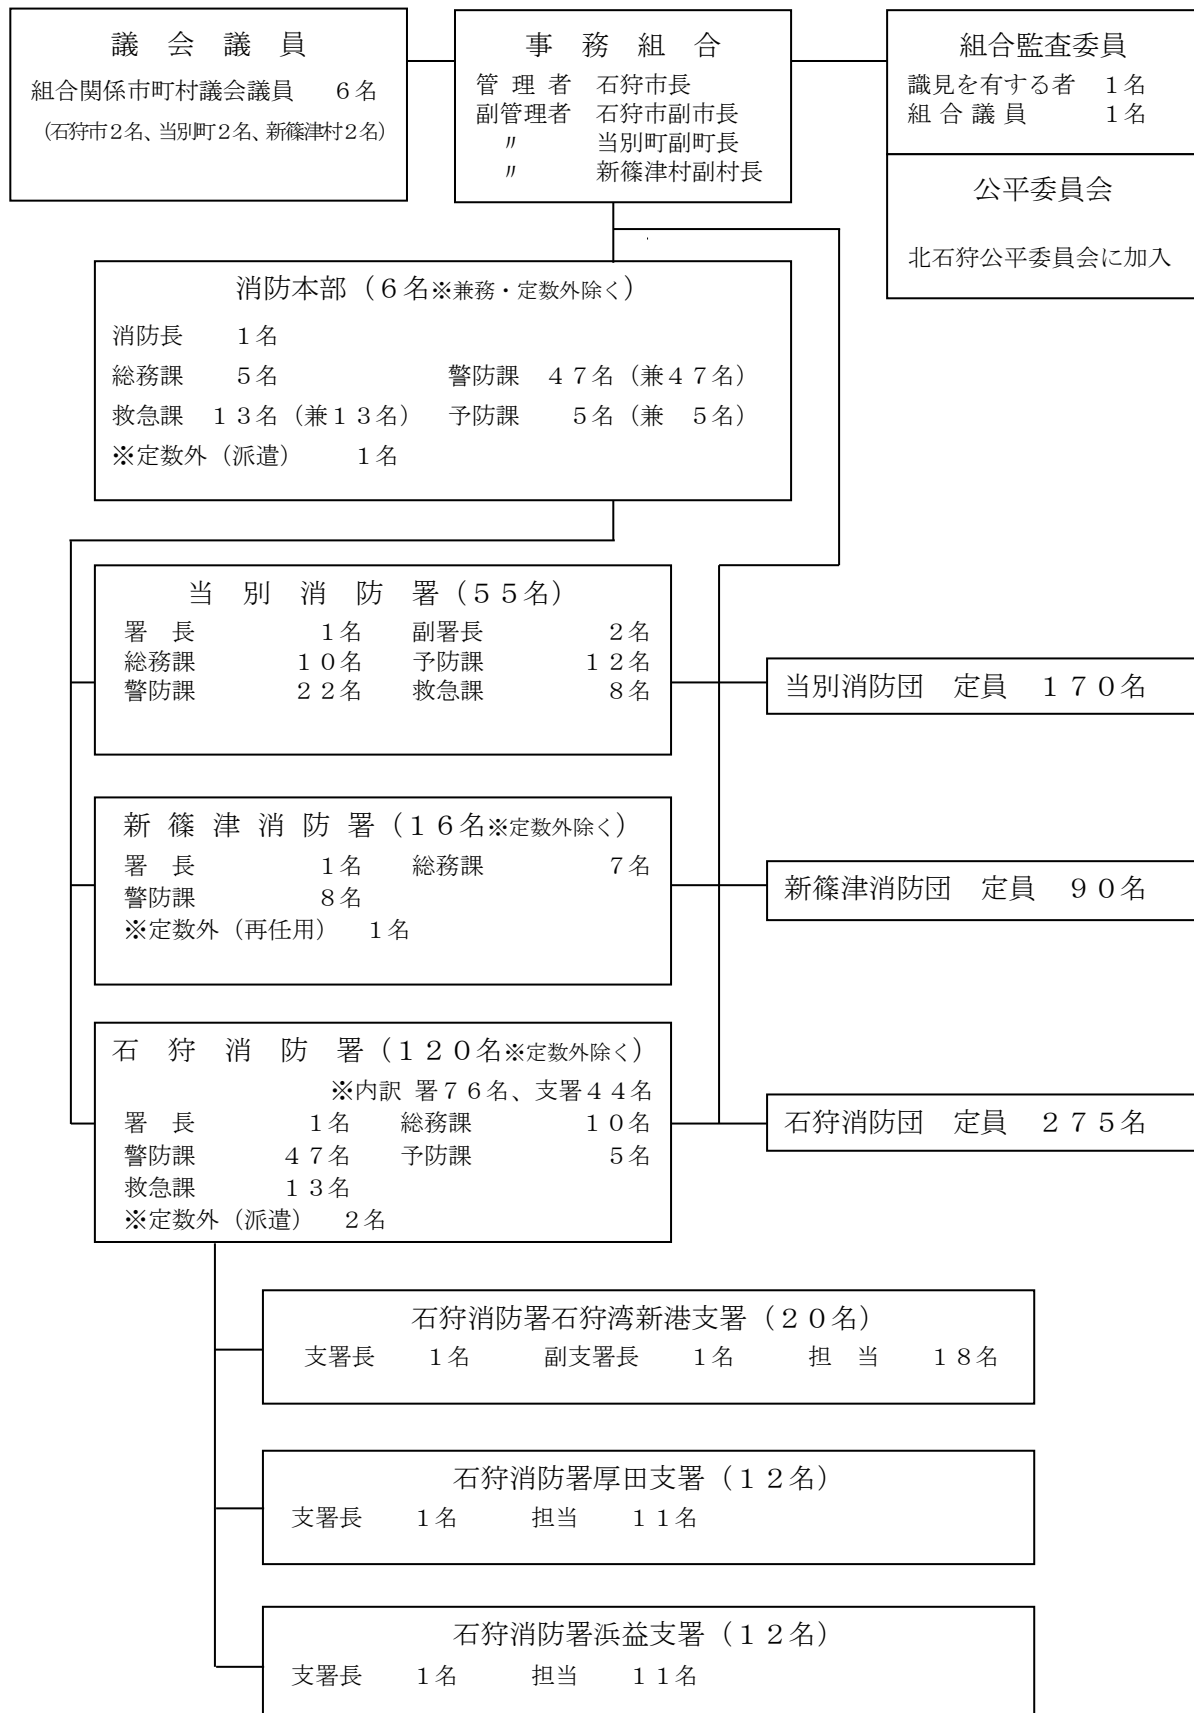 議 会 議 員
組合関係市町村議会議員 ６名
(石狩市２名、当別町２名、新篠津村２名)
事 務 組 合
管 理 者 石狩市長
副管理者 石狩市副市長
〃 当別町副町長
〃 新篠津村副村長
組合監査委員
識見を有する者 １名
組 合 議 員 １名
公平委員会
北石狩公平委員会に加入
消防本部（６名※兼務・定数外除く）
消防長 １名
総務課 ５名 警防課 ４７名（兼４７名）
救急課 １３名（兼１３名） 予防課 ５名（兼 ５名）
※定数外（派遣） １名
当 別 消 防 署（５５名）
署 長 １名 副署長 ２名
総務課 １０名 予防課 １２名
警防課 ２２名 救急課 ８名
当別消防団 定員 １７０名
新 篠 津 消 防 署（１６名※定数外除く）
署 長 １名 総務課 ７名
警防課 ８名
※定数外（再任用） １名
新篠津消防団 定員 ９０名
石 狩 消 防 署（１２０名※定数外除く）
※内訳 署７６名、支署４４名
署 長 １名 総務課 １０名
警防課 ４７名 予防課 ５名
救急課 １３名
※定数外（派遣） ２名
石狩消防団 定員 ２７５名
石狩消防署石狩湾新港支署（２０名）
支署長 １名 副支署長 １名 担 当 １８名
石狩消防署厚田支署（１２名）
支署長 １名 担当 １１名
石狩消防署浜益支署（１２名）
支署長 １名 担当 １１名